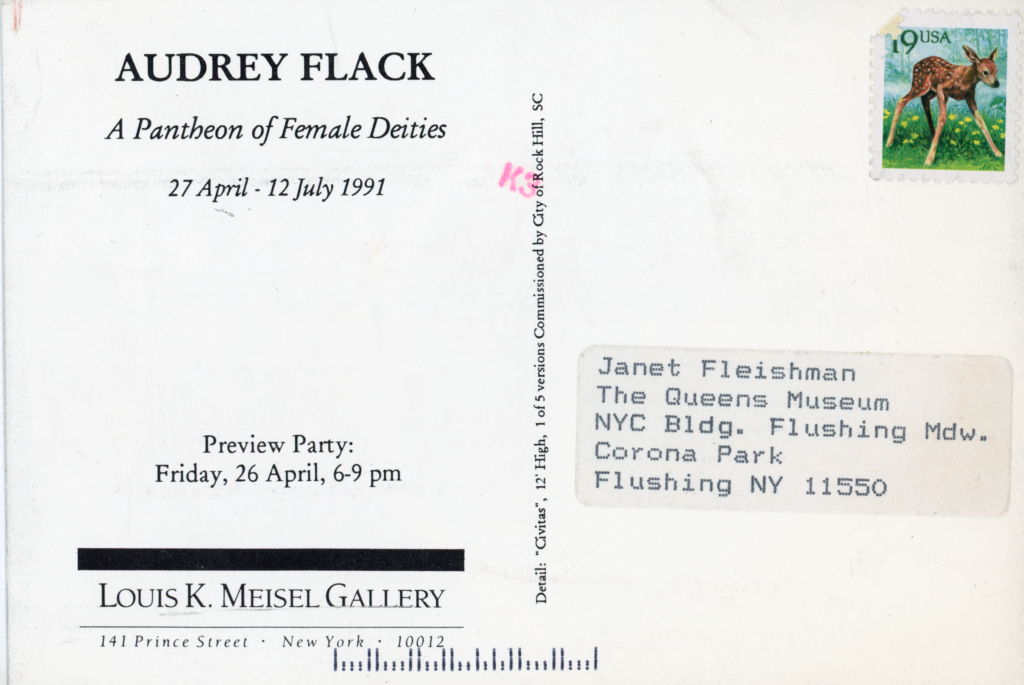 AUDREY FLACK
A Pantheon of Female Deities
27 April - 12 July 1991
Preview Party:
Friday, 26 April, 6-9 pm
LOUIS K. MEISEL GALLERY
141 Prince Street · New York · 10012
Detail: "Civitas", 12' High, 1 of 5 versions Commissioned by City of Rock Hill, SC
KS
19 USA
Janet Fleishman
The Queens Museum
NYC Bldg. Flushing Mdw.
Corona Park
Flushing NY 11550